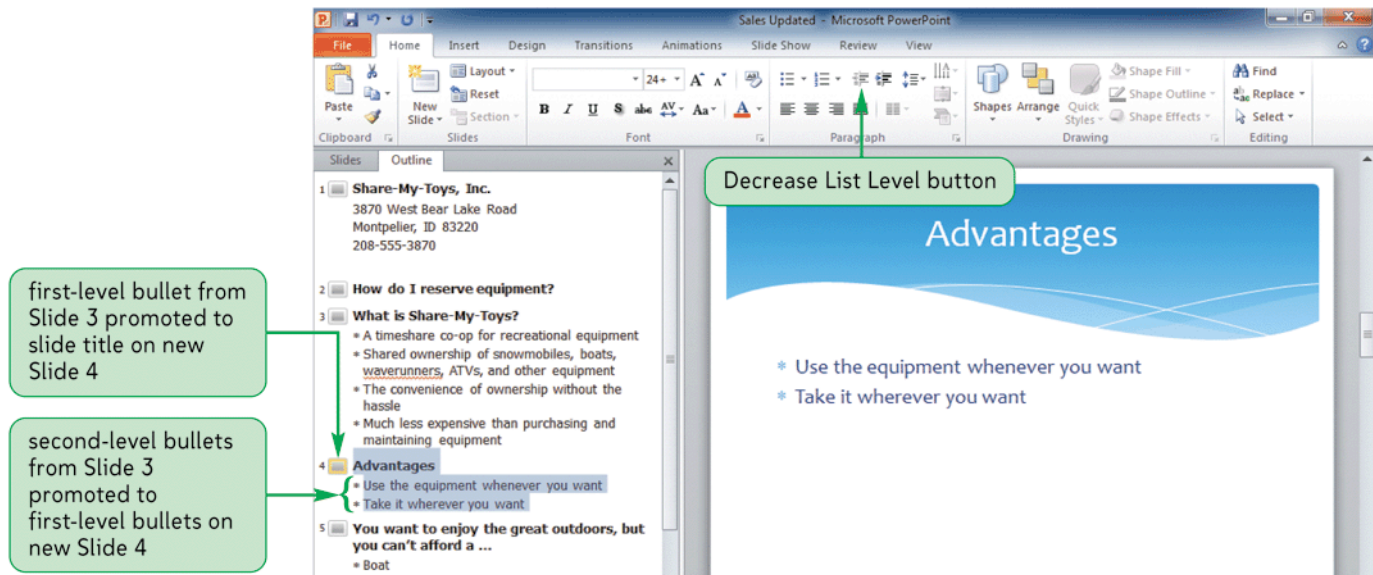 Sales Updated - Microsoft PowerPoint
File Home Insert Design Transitions Animations Slide Show Review View
Paste
Clipboard
New Slide
Layout
Reset
Section
Slides
24+ A A
B I U S abc AV Aa A
Font
Paragraph
Shapes Arrange Quick Styles
Shape Fill
Shape Outline
Shape Effects
Drawing
Find
Replace
Select
Editing
Slides Outline
Decrease List Level button
1 Share-My-Toys, Inc.
3870 West Bear Lake Road
Montpelier, ID 83220
208-555-3870
2 How do I reserve equipment?
3 What is Share-My-Toys?
* A timeshare co-op for recreational equipment
* Shared ownership of snowmobiles, boats,
waverunners, ATVs, and other equipment
* The convenience of ownership without the
hassle
* Much less expensive than purchasing and
maintaining equipment
4 Advantages
* Use the equipment whenever you want
* Take it wherever you want
5 You want to enjoy the great outdoors, but
you can't afford a ...
* Boat
first-level bullet from
Slide 3 promoted to
slide title on new
Slide 4
second-level bullets
from Slide 3
promoted to
first-level bullets on
new Slide 4
Advantages
* Use the equipment whenever you want
* Take it wherever you want